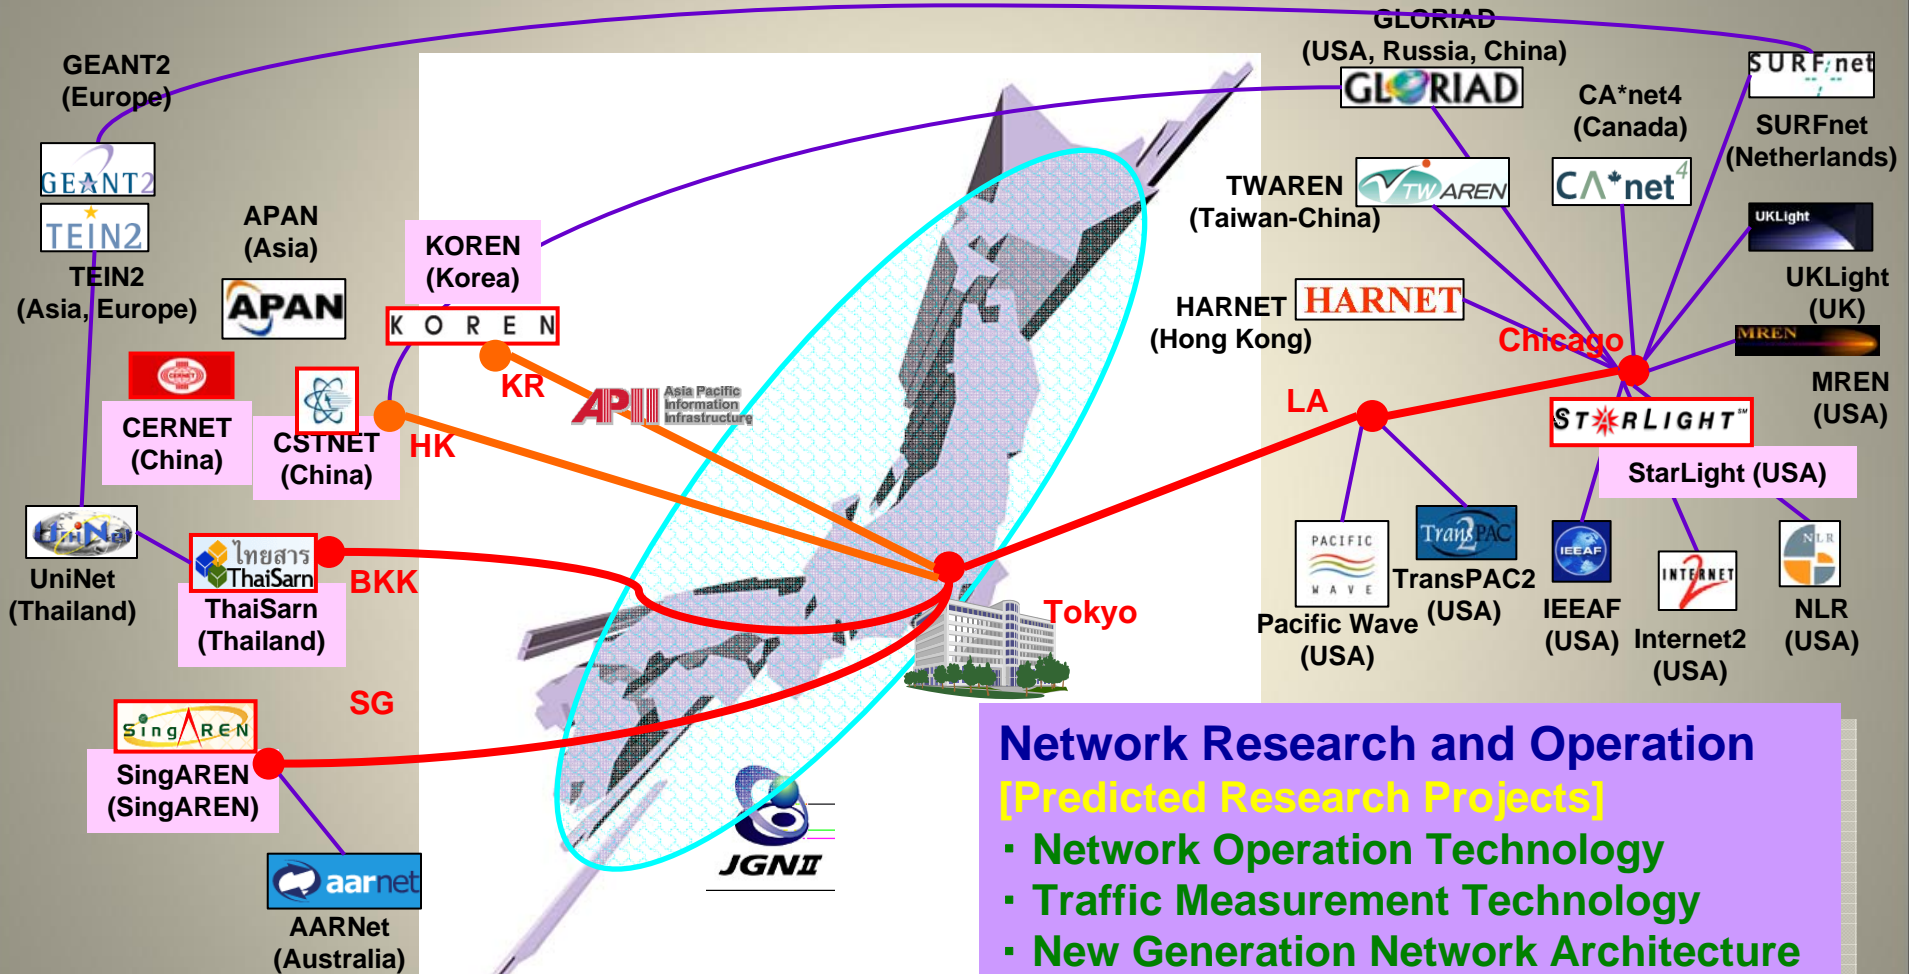 GEANT2
(Europe)
GEANT2
TEIN2
TEIN2
(Asia, Europe)
APAN
(Asia)
APAN
KOREN
(Korea)
KOREN
CERNET
CERNET
(China)
CSTNET
(China)
KR
HK
APII Asia Pacific
Information
Infrastructure
UniNet
UniNet
(Thailand)
ไทยสาร
ThaiSarn
ThaiSarn
(Thailand)
BKK
SG
SingAREN
SingAREN
(SingAREN)
aarnet
AARNet
(Australia)
JGNII
Tokyo
LA
Chicago
GLORIAD
(USA, Russia, China)
GLORIAD
TWAREN
(Taiwan-China)
TWAREN
HARNET
(Hong Kong)
HARNET
CA*net4
(Canada)
CA*net4
SURFnet
SURFnet
(Netherlands)
UKLight
UKLight
(UK)
MREN
MREN
(USA)
STARLIGHT℠
StarLight (USA)
PACIFIC
WAVE
Pacific Wave
(USA)
TransPAC2
TransPAC2
(USA)
IEEAF
IEEAF
(USA)
INTERNET2
Internet2
(USA)
NLR
NLR
(USA)
Network Research and Operation
[Predicted Research Projects]
・Network Operation Technology
・Traffic Measurement Technology
・New Generation Network Architecture